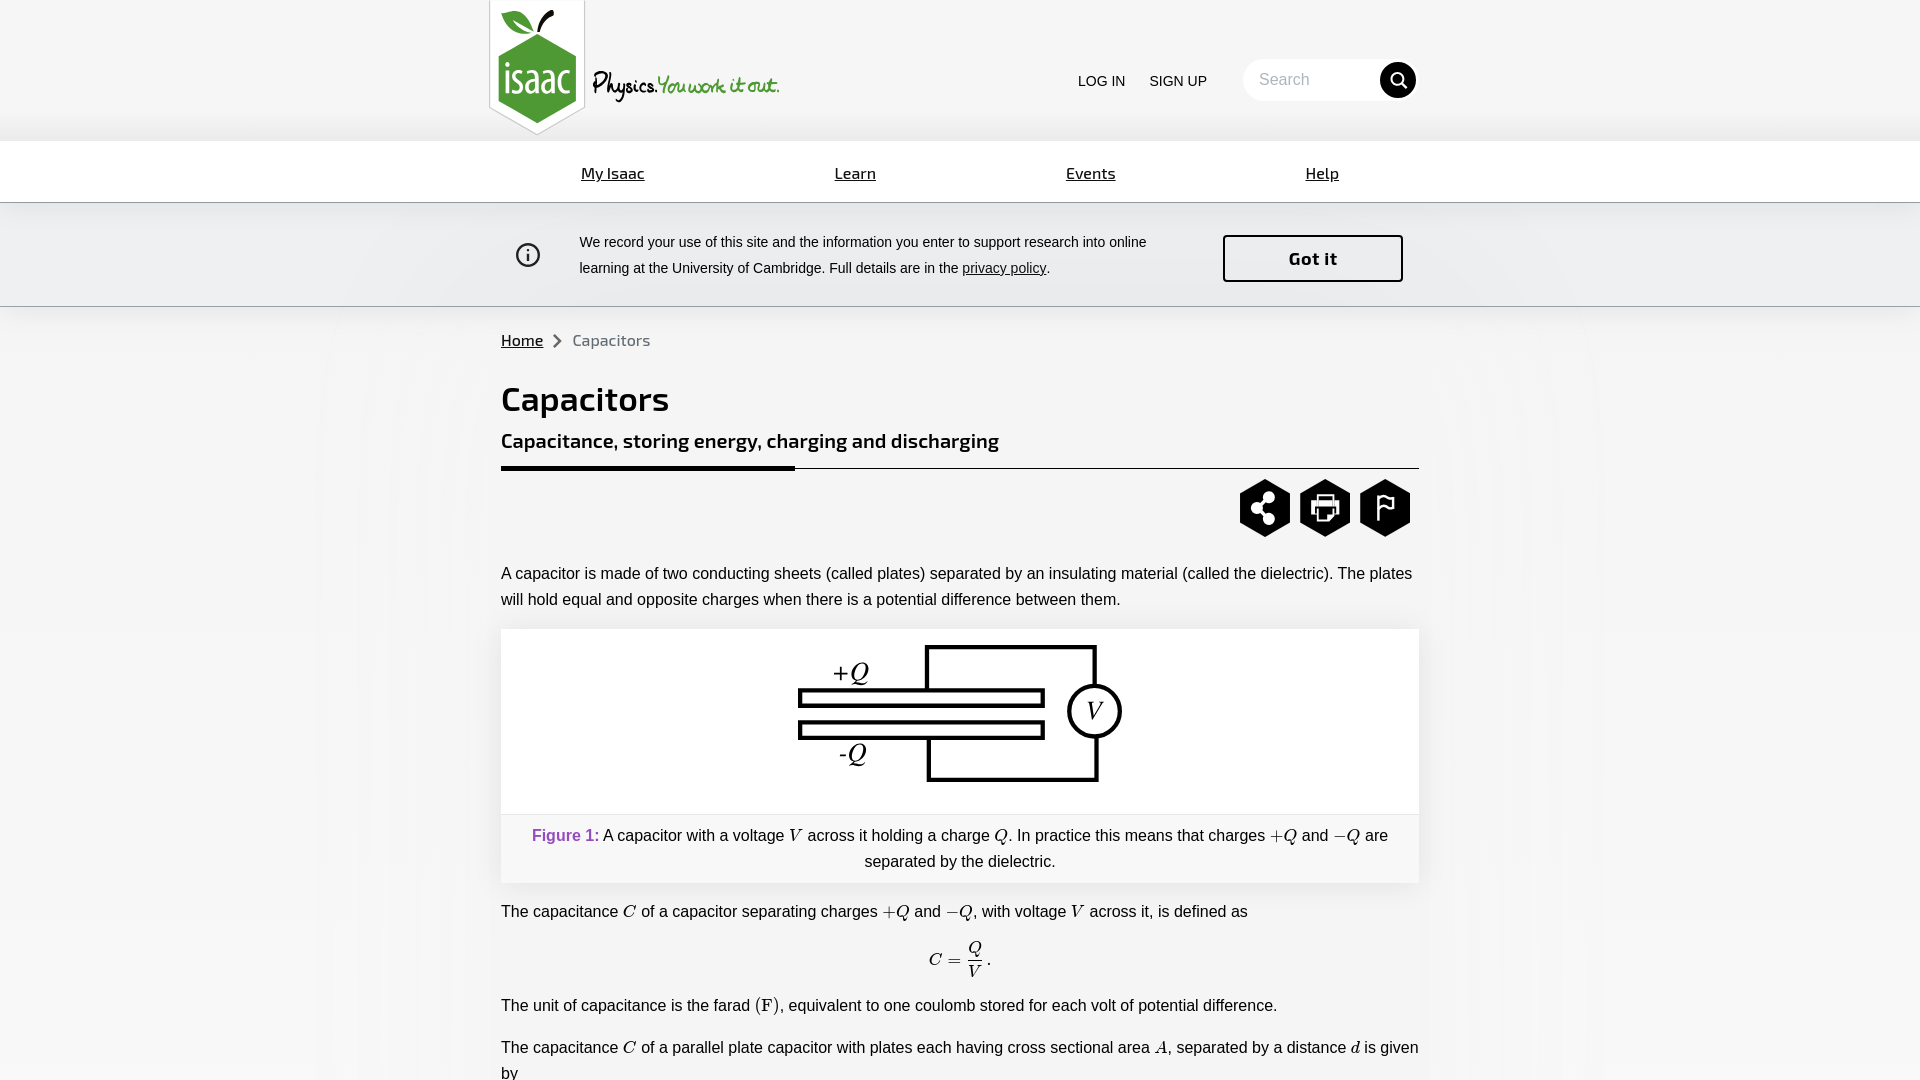 isaac
Physics. You work it out.
LOG IN SIGN UP Search
My Isaac Learn Events Help
We record your use of this site and the information you enter to support research into online
learning at the University of Cambridge. Full details are in the privacy policy.
Got it
Home Capacitors
Capacitors
Capacitance, storing energy, charging and discharging
A capacitor is made of two conducting sheets (called plates) separated by an insulating material (called the dielectric). The plates
will hold equal and opposite charges when there is a potential difference between them.
+Q
V
-Q
Figure 1: A capacitor with a voltage V across it holding a charge Q. In practice this means that charges +Q and −Q are
separated by the dielectric.
The capacitance C of a capacitor separating charges +Q and −Q, with voltage V across it, is defined as
C = Q/V.
The unit of capacitance is the farad (F), equivalent to one coulomb stored for each volt of potential difference.
The capacitance C of a parallel plate capacitor with plates each having cross sectional area A, separated by a distance d is given
by